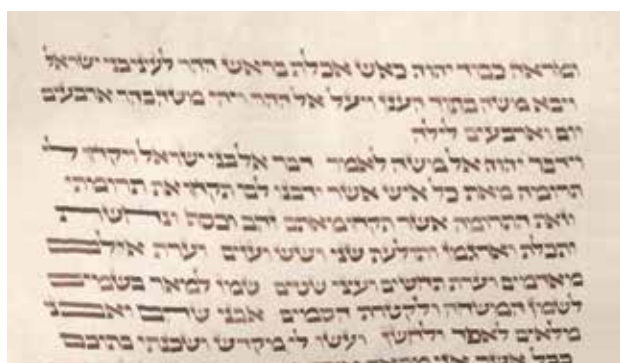 ומראה כבוד יהוה כאש אכלת בראש ההר לעיני בני ישראל
ויבא משה בתוך הענן ויעל אל ההר ויהי משה בהר ארבעים
יום וארבעים לילה
וידבר יהוה אל משה לאמר דבר אל בני ישראל ויקחו לי
תרומה מאת כל איש אשר ידבנו לבו תקחו את תרומתי
וזאת התרומה אשר תקחו מאתם זהב וכסף ונחשת
ותכלת וארגמן ותולעת שני ושש ועזים וערת אילם
מאדמים וערת תחשים ועצי שטים שמן למאר בשמים
לשמן המשחה ולקטרת הסמים אבני שהם ואבני
מלאים לאפד ולחשן ועשו לי מקדש ושכנתי בתוכם